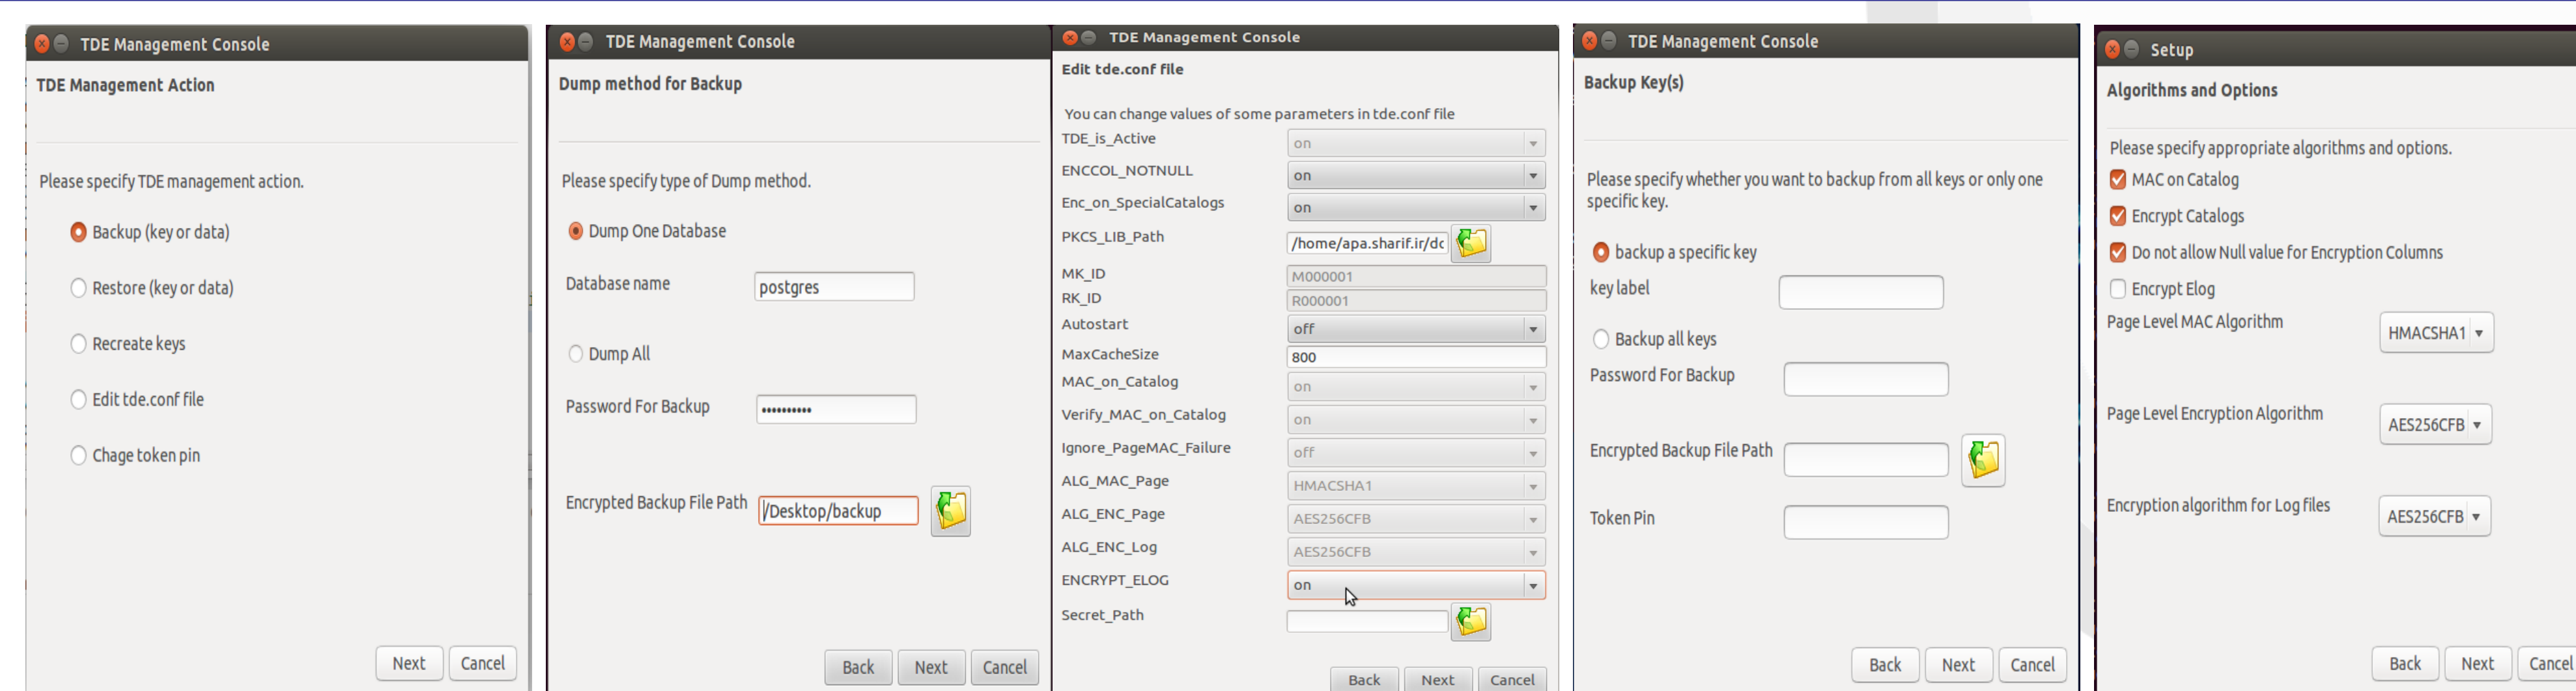 TDE Management Console
TDE Management Action
Please specify TDE management action.
Backup (key or data)
Restore (key or data)
Recreate keys
Edit tde.conf file
Chage token pin
Next Cancel
TDE Management Console
Dump method for Backup
Please specify type of Dump method.
Dump One Database
Database name postgres
Dump All
Password For Backup ••••••••••
Encrypted Backup File Path /Desktop/backup
Back Next Cancel
TDE Management Console
Edit tde.conf file
You can change values of some parameters in tde.conf file
TDE_is_Active on
ENCCOL_NOTNULL on
Enc_on_SpecialCatalogs on
PKCS_LIB_Path /home/apa.sharif.ir/dc
MK_ID M000001
RK_ID R000001
Autostart off
MaxCacheSize 800
MAC_on_Catalog on
Verify_MAC_on_Catalog on
Ignore_PageMAC_Failure off
ALG_MAC_Page HMACSHA1
ALG_ENC_Page AES256CFB
ALG_ENC_Log AES256CFB
ENCRYPT_ELOG on
Secret_Path
Back Next Cancel
TDE Management Console
Backup Key(s)
Please specify whether you want to backup from all keys or only one
specific key.
backup a specific key
key label
Backup all keys
Password For Backup
Encrypted Backup File Path
Token Pin
Back Next Cancel
Setup
Algorithms and Options
Please specify appropriate algorithms and options.
MAC on Catalog
Encrypt Catalogs
Do not allow Null value for Encryption Columns
Encrypt Elog
Page Level MAC Algorithm HMACSHA1
Page Level Encryption Algorithm AES256CFB
Encryption algorithm for Log files AES256CFB
Back Next Cancel